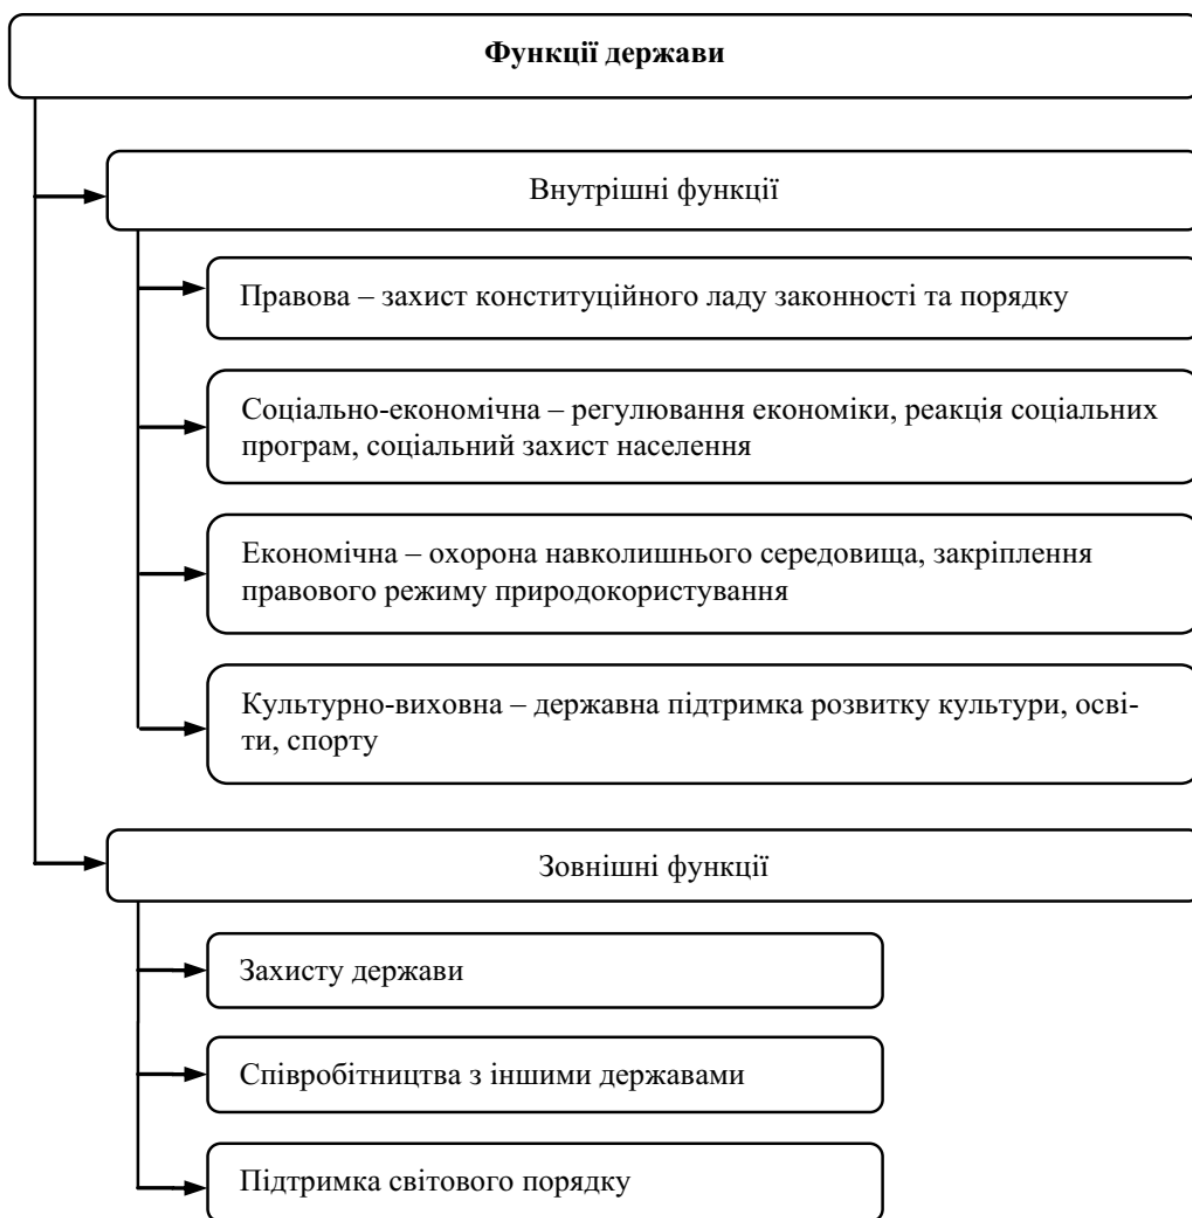 Функції держави
Внутрішні функції
Правова – захист конституційного ладу законності та порядку
Соціально-економічна – регулювання економіки, реакція соціальних
програм, соціальний захист населення
Економічна – охорона навколишнього середовища, закріплення
правового режиму природокористування
Культурно-виховна – державна підтримка розвитку культури, осві-
ти, спорту
Зовнішні функції
Захисту держави
Співробітництва з іншими державами
Підтримка світового порядку